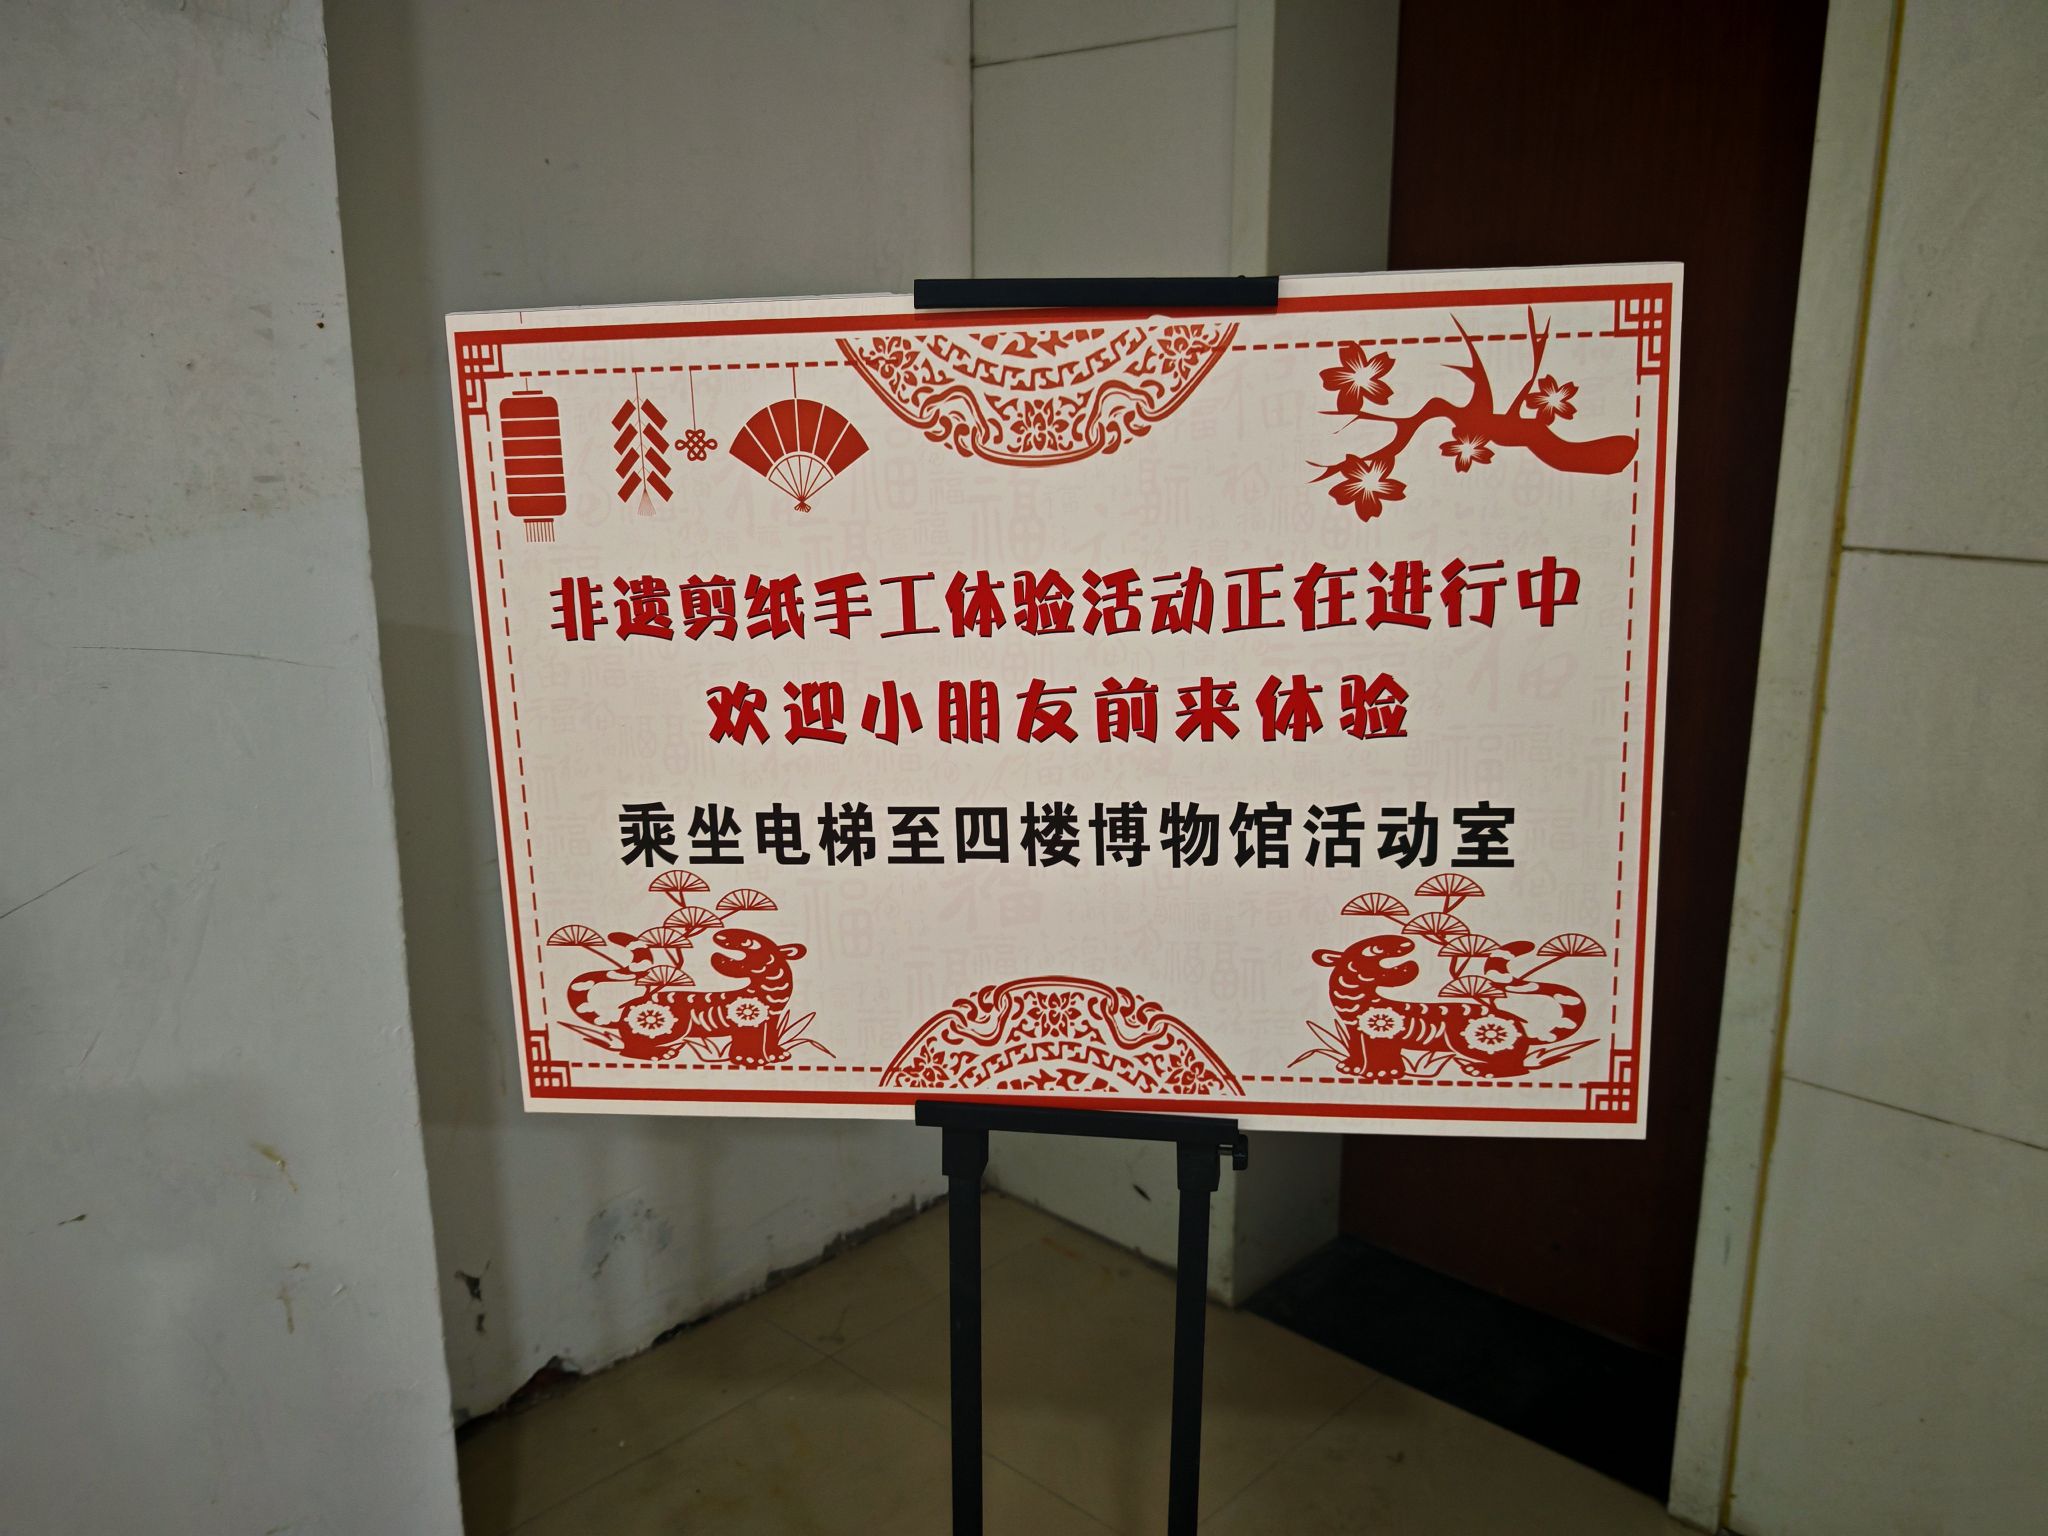 非遗剪纸手工体验活动正在进行中
欢迎小朋友前来体验
乘坐电梯至四楼博物馆活动室